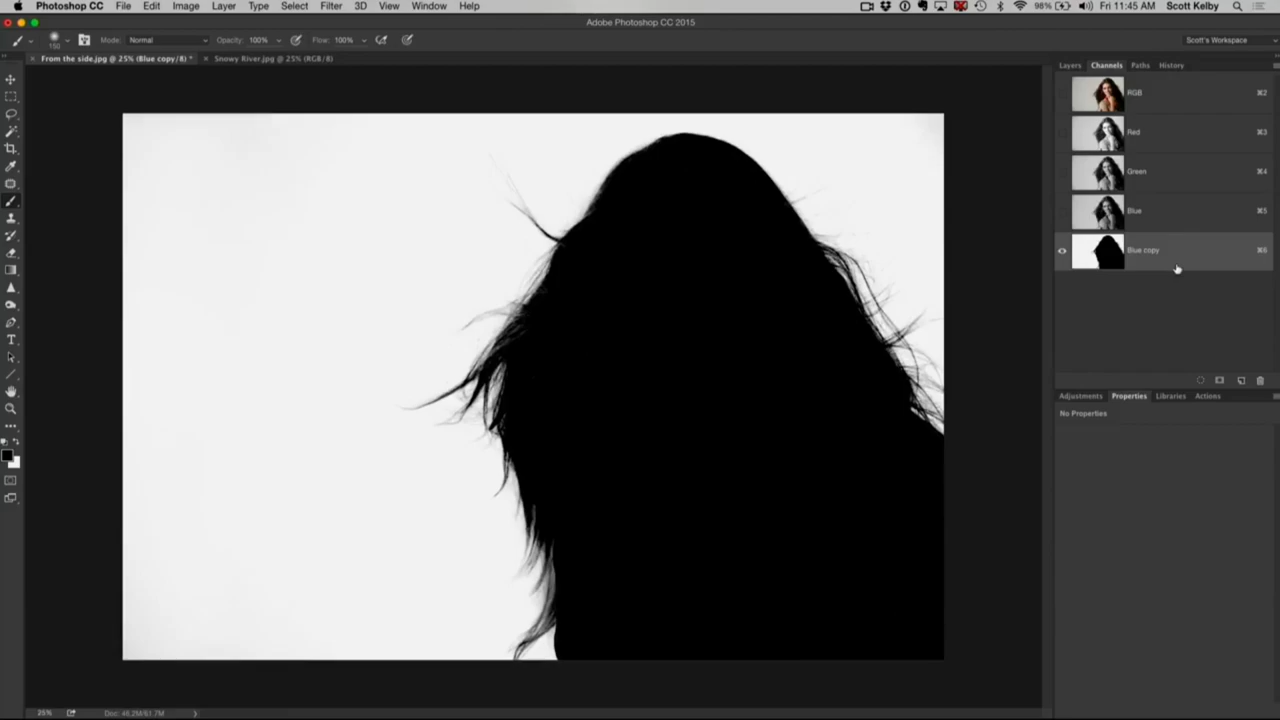 Photoshop CC File Edit Image Layer Type Select Filter 3D View Window Help 98% Fri 11:45 AM Scott Kelby
Adobe Photoshop CC 2015
150 Mode: Normal Opacity: 100% Flow: 100% Scott's Workspace
From the side.jpg @ 25% (Blue copy/8) * Snowy River.jpg @ 25% (RGB/8)
Layers Channels Paths History
RGB ⌘2
Red ⌘3
Green ⌘4
Blue ⌘5
Blue copy ⌘6
Adjustments Properties Libraries Actions
No Properties
25% Doc: 46.2M/61.7M